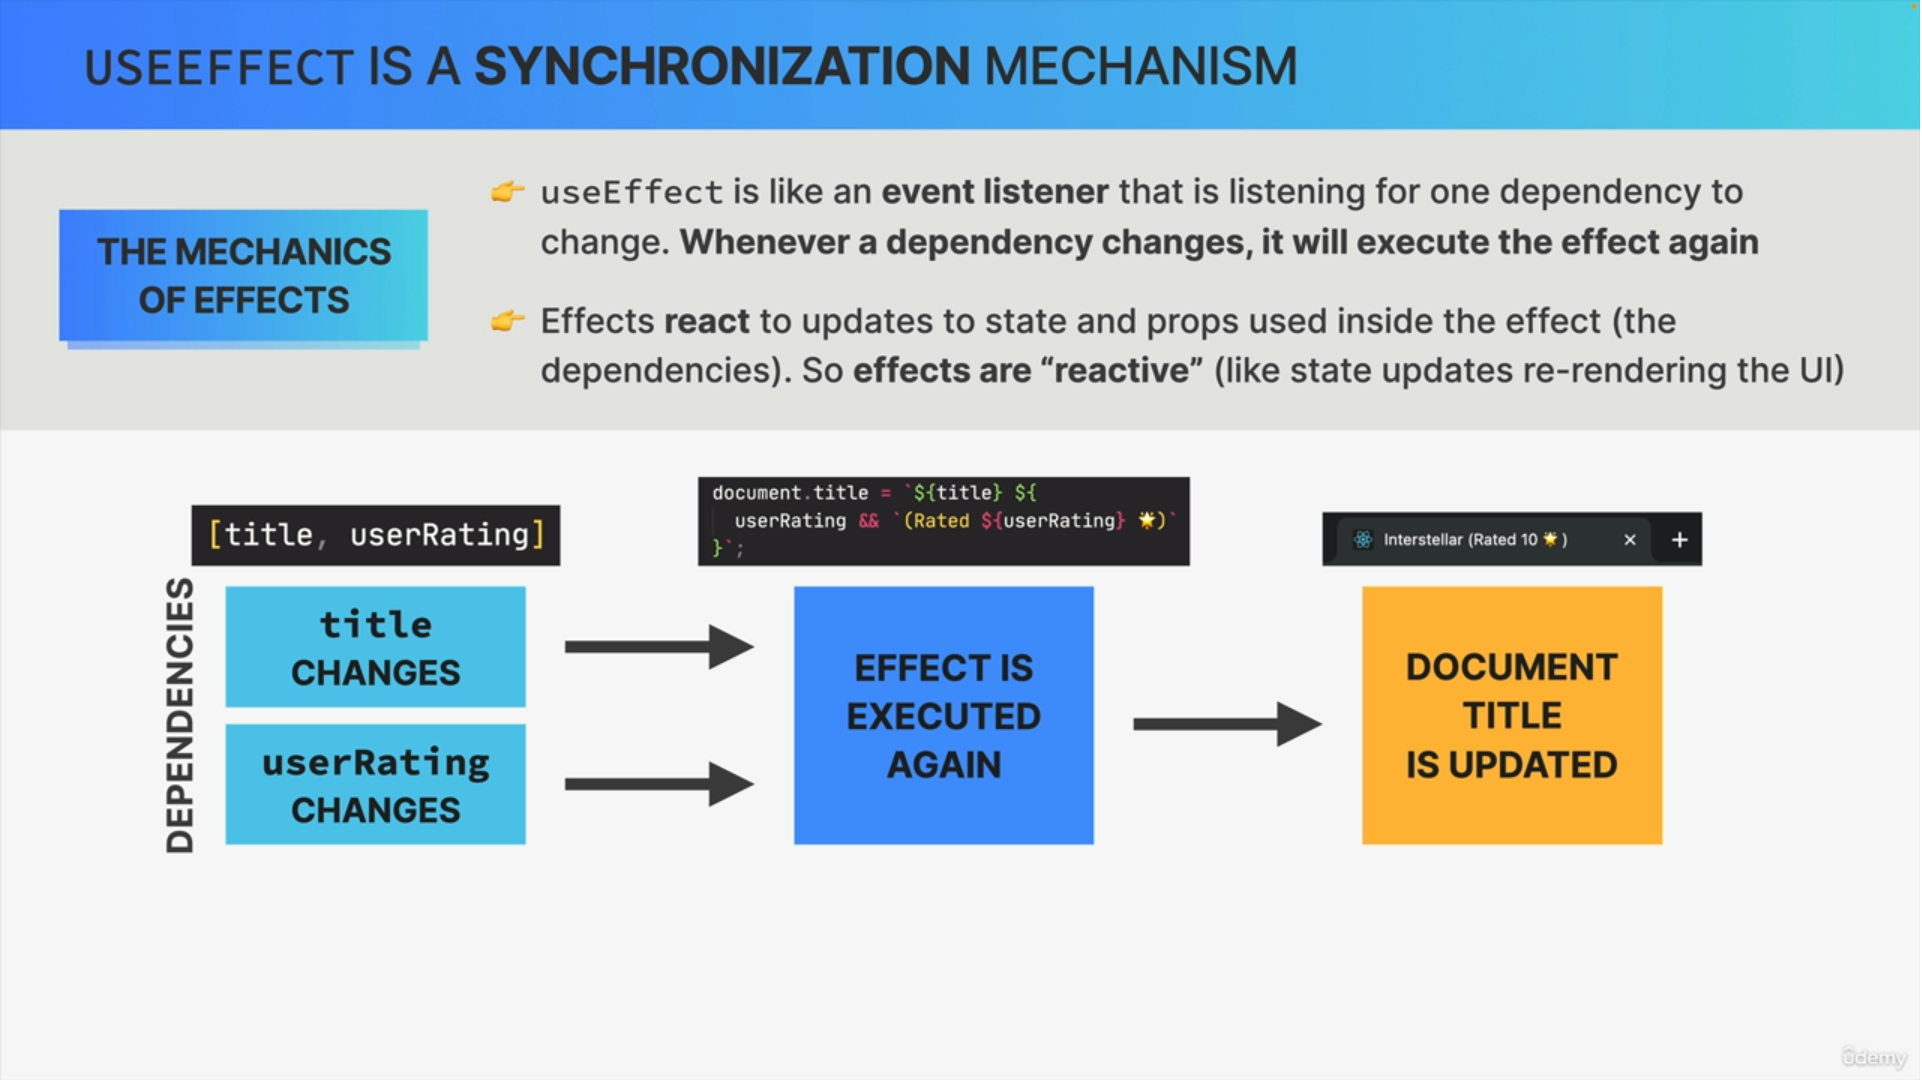 USEEFFECT IS A SYNCHRONIZATION MECHANISM
THE MECHANICS
OF EFFECTS
👉 useEffect is like an event listener that is listening for one dependency to
change. Whenever a dependency changes, it will execute the effect again
👉 Effects react to updates to state and props used inside the effect (the
dependencies). So effects are “reactive” (like state updates re-rendering the UI)
[title, userRating]
DEPENDENCIES
title
CHANGES
userRating
CHANGES
document.title = `${title} ${
userRating && `(Rated ${userRating} 🌟)`
}`;
EFFECT IS
EXECUTED
AGAIN
Interstellar (Rated 10 🌟 ) × +
DOCUMENT
TITLE
IS UPDATED
ûdemy